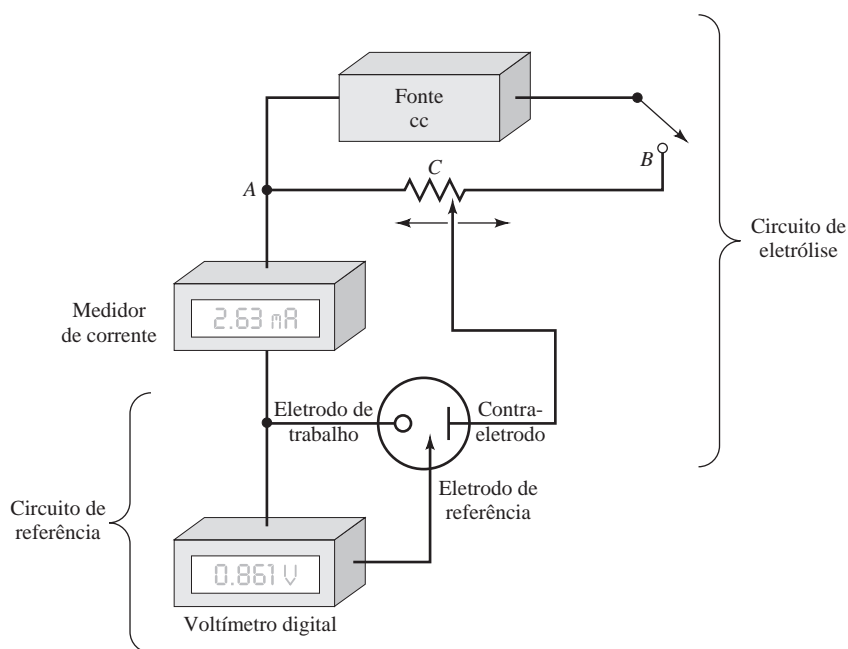 Fonte
cc
C
A
B
Circuito de
eletrólise
Medidor
de corrente
2.63 mA
Eletrodo de
trabalho
Contra-
eletrodo
Eletrodo de
referência
Circuito de
referência
0.861 V
Voltímetro digital